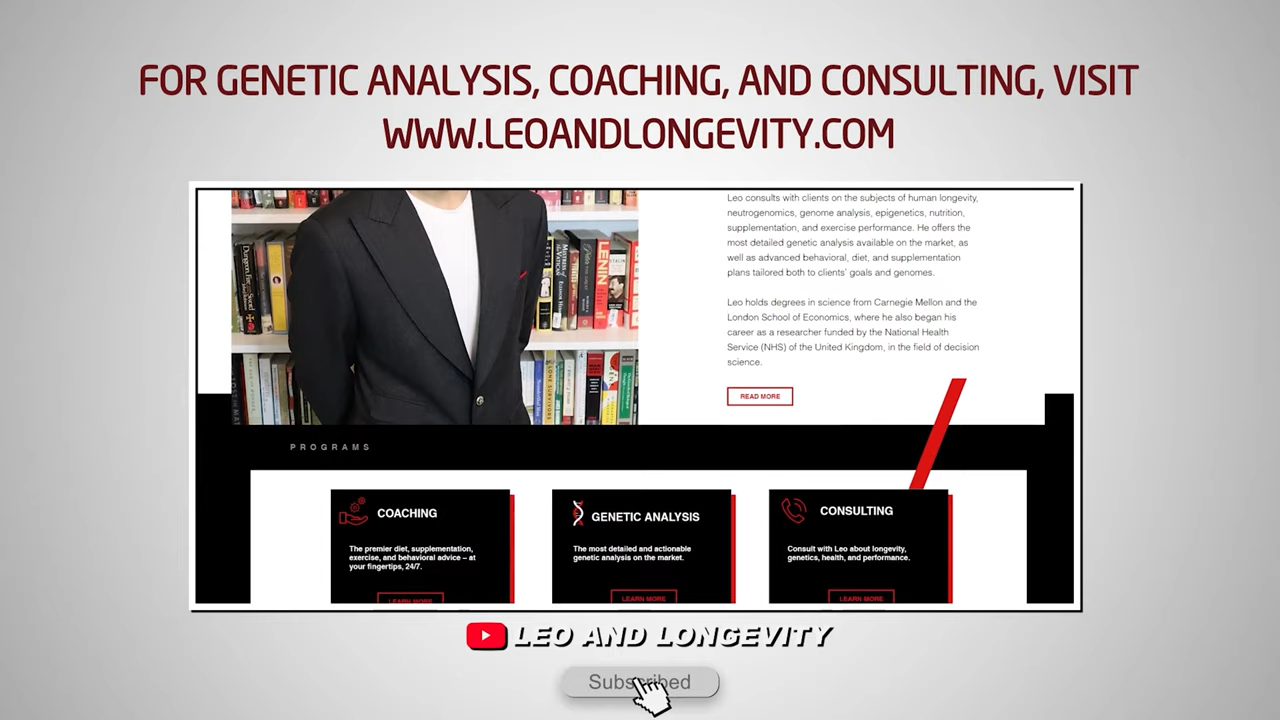 FOR GENETIC ANALYSIS, COACHING, AND CONSULTING, VISIT
WWW.LEOANDLONGEVITY.COM
Leo consults with clients on the subjects of human longevity,
neutrogenomics, genome analysis, epigenetics, nutrition,
supplementation, and exercise performance. He offers the
most detailed genetic analysis available on the market, as
well as advanced behavioral, diet, and supplementation
plans tailored both to clients' goals and genomes.
Leo holds degrees in science from Carnegie Mellon and the
London School of Economics, where he also began his
career as a researcher funded by the National Health
Service (NHS) of the United Kingdom, in the field of decision
science.
READ MORE
LENIN
STALIN
PROGRAMS
COACHING
The premier diet, supplementation,
exercise, and behavioral advice – at
your fingertips, 24/7.
LEARN MORE
GENETIC ANALYSIS
The most detailed and actionable
genetic analysis on the market.
LEARN MORE
CONSULTING
Consult with Leo about longevity,
genetics, health, and performance.
LEARN MORE
LEO AND LONGEVITY
Subscribed